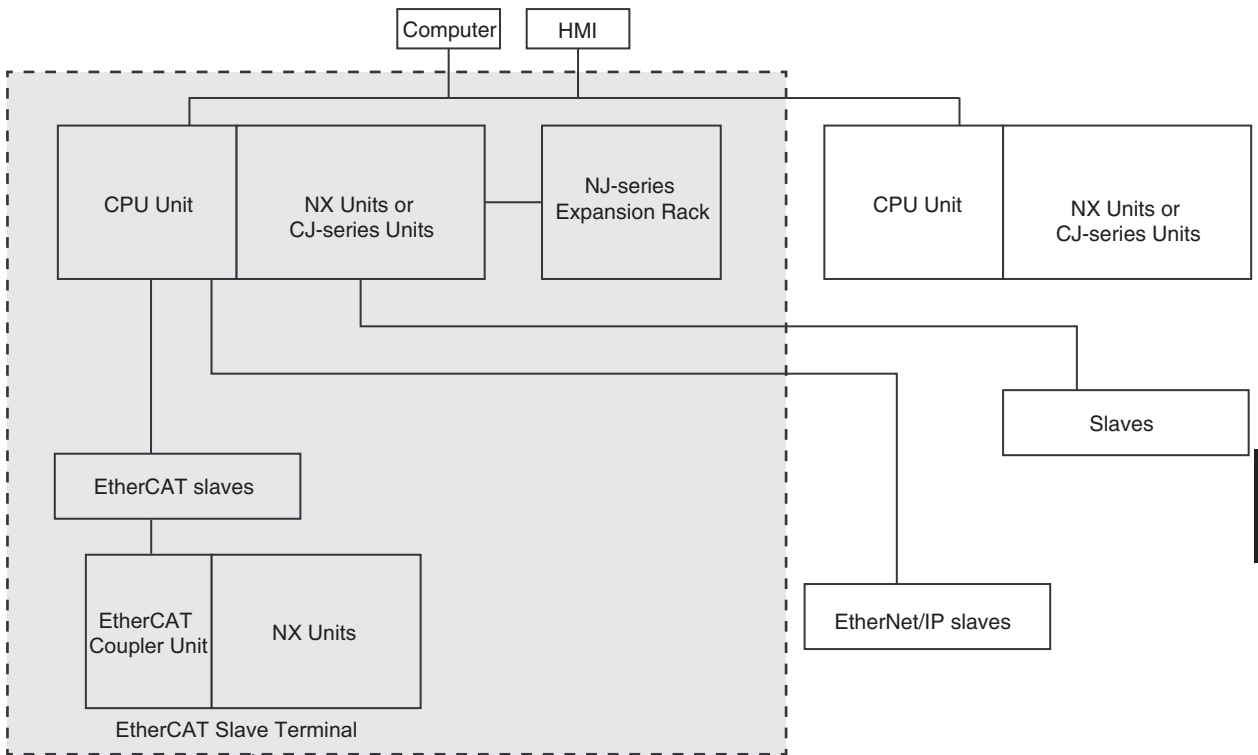 Computer
HMI
CPU Unit
NX Units or
CJ-series Units
NJ-series
Expansion Rack
CPU Unit
NX Units or
CJ-series Units
Slaves
EtherCAT slaves
EtherCAT
Coupler Unit
NX Units
EtherNet/IP slaves
EtherCAT Slave Terminal